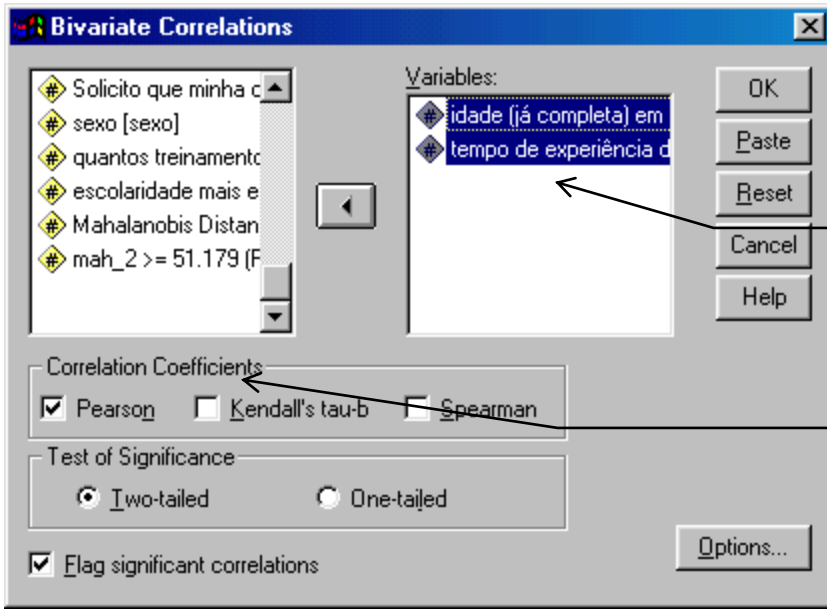 Bivariate Correlations
Solicito que minha c
sexo [sexo]
quantos treinamento
escolaridade mais e
Mahalanobis Distan
mah_2 >= 51.179 (F
Variables:
idade (já completa) em
tempo de experiência d
OK
Paste
Reset
Cancel
Help
Correlation Coefficients
Pearson Kendall's tau-b Spearman
Test of Significance
Two-tailed One-tailed
Flag significant correlations
Options...